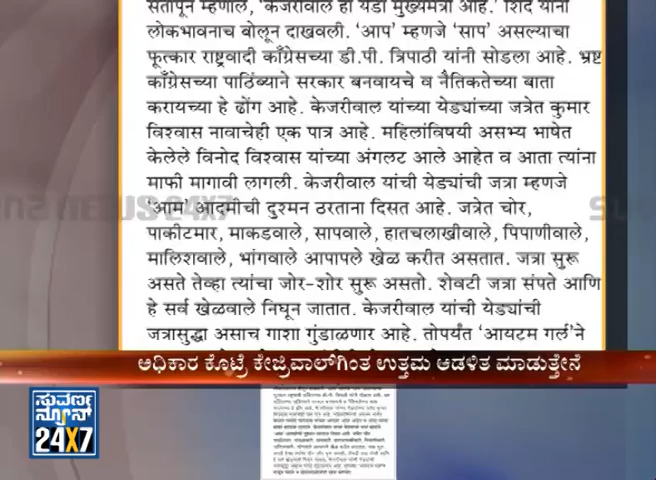 संतापून म्हणाले, 'केजरीवाल हा येडा मुख्यमंत्री आहे.' शिंदे यांनी
लोकभावनाच बोलून दाखवली. 'आप' म्हणजे 'साप' असल्याचा
फूत्कार राष्ट्रवादी काँग्रेसच्या डी.पी. त्रिपाठी यांनी सोडला आहे. भ्रष्ट
काँग्रेसच्या पाठिंब्याने सरकार बनवायचे व नैतिकतेच्या बाता
करायच्या हे ढोंग आहे. केजरीवाल यांच्या येड्यांच्या जत्रेत कुमार
विश्वास नावाचेही एक पात्र आहे. महिलांविषयी असभ्य भाषेत
केलेले विनोद विश्वास यांच्या अंगलट आले आहेत व आता त्यांना
माफी मागावी लागली. केजरीवाल यांची येड्यांची जत्रा म्हणजे
'आम' आदमीची दुश्मन ठरताना दिसत आहे. जत्रेत चोर,
पाकीटमार, माकडवाले, सापवाले, हातचलाखीवाले, पिपाणीवाले,
मालिशवाले, भांगवाले आपापले खेळ करीत असतात. जत्रा सुरू
असते तेव्हा त्यांचा जोर-शोर सुरू असतो. शेवटी जत्रा संपते आणि
हे सर्व खेळवाले निघून जातात. केजरीवाल यांची येड्यांची
जत्रासुद्धा असाच गाशा गुंडाळणार आहे. तोपर्यंत 'आयटम गर्ल'ने
ಅಧಿಕಾರ ಕೊಟ್ರೆ ಕೇಜ್ರಿವಾಲ್‌ಗಿಂತ ಉತ್ತಮ ಆಡಳಿತ ಮಾಡುತ್ತೇನೆ
ಸುವರ್ಣ
ನ್ಯೂಸ್
24X7